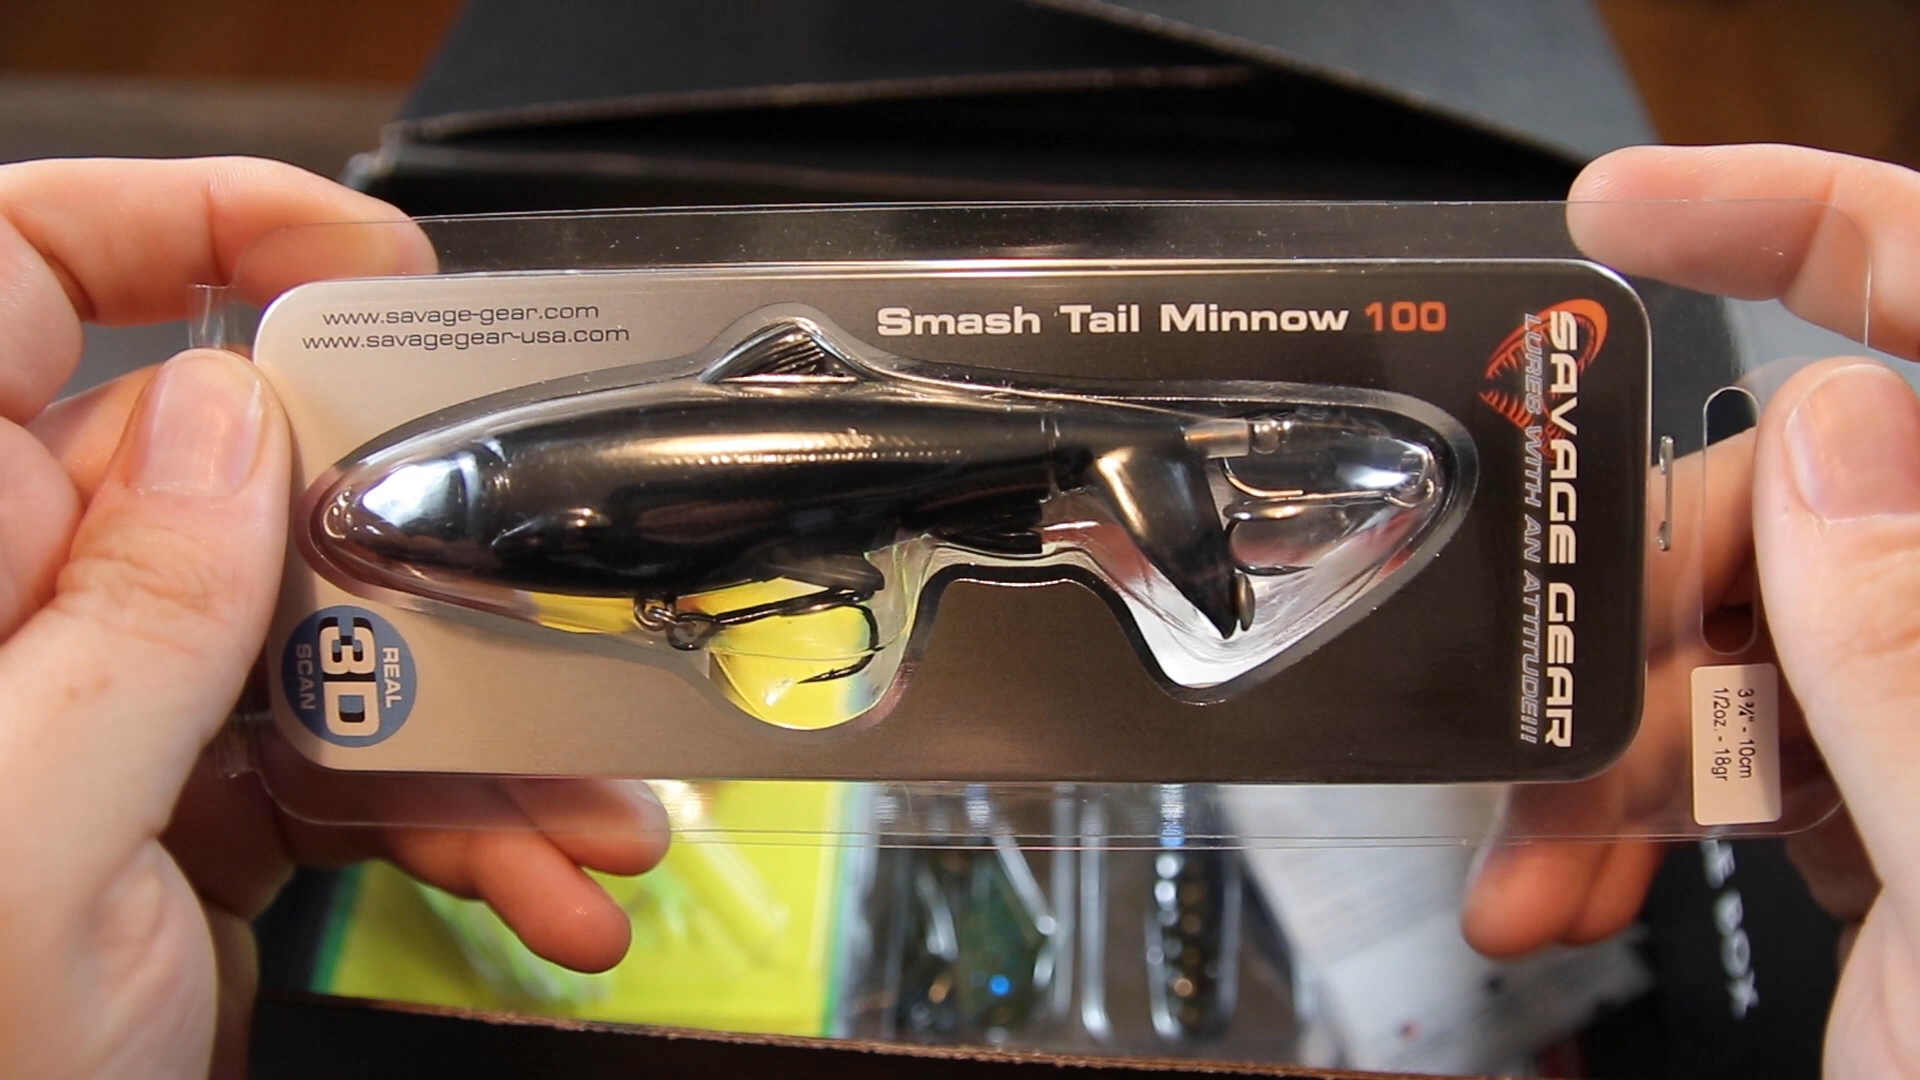 www.savage-gear.com
www.savagegear-usa.com
Smash Tail Minnow 100
SAVAGE GEAR
LURES WITH AN ATTITUDE!!!
REAL
3D
SCAN
3 ¾" - 10cm
1/2oz. - 18gr
BOX